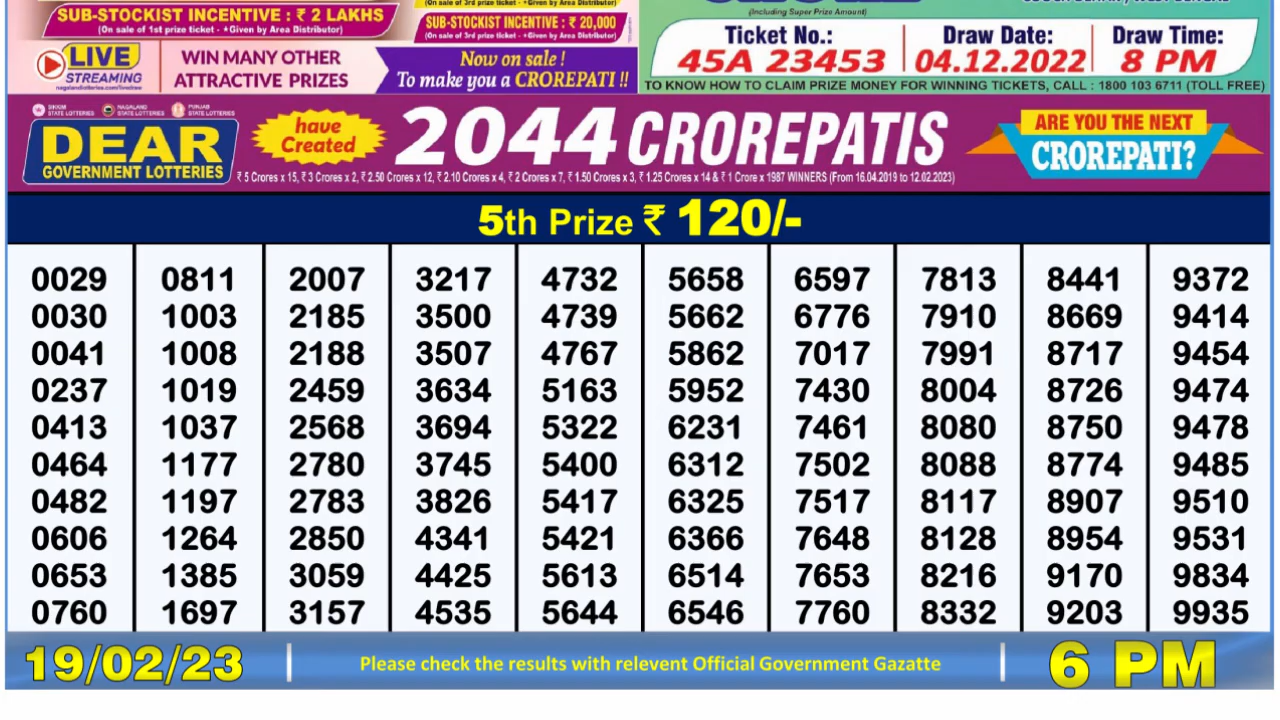 (On sale of 3rd prize ticket - *Given by Area Distributor)
SUB-STOCKIST INCENTIVE : ₹ 2 LAKHS
(On sale of 1st prize ticket - *Given by Area Distributor)
SUB-STOCKIST INCENTIVE : ₹ 20,000
(On sale of 3rd prize ticket - *Given by Area Distributor)
(Including Super Prize Amount)
Ticket No.: Draw Date: Draw Time:
45A 23453 04.12.2022 8 PM
TO KNOW HOW TO CLAIM PRIZE MONEY FOR WINNING TICKETS, CALL : 1800 103 6711 (TOLL FREE)
LIVE
STREAMING
WIN MANY OTHER
ATTRACTIVE PRIZES
Now on sale !
To make you a CROREPATI !!
SIKKIM STATE LOTTERIES NAGALAND STATE LOTTERIES PUNJAB STATE LOTTERIES
DEAR
GOVERNMENT LOTTERIES
have
Created
2044 CROREPATIS
₹ 5 Crores x 15, ₹ 3 Crores x 2, ₹ 2.50 Crores x 12, ₹ 2.10 Crores x 4, ₹ 2 Crores x 7, ₹ 1.50 Crores x 3, ₹ 1.25 Crores x 14 & ₹ 1 Crore x 1987 WINNERS (From 16.04.2019 to 12.02.2023)
ARE YOU THE NEXT
CROREPATI?
5th Prize ₹ 120/-
0029 0811 2007 3217 4732 5658 6597 7813 8441 9372
0030 1003 2185 3500 4739 5662 6776 7910 8669 9414
0041 1008 2188 3507 4767 5862 7017 7991 8717 9454
0237 1019 2459 3634 5163 5952 7430 8004 8726 9474
0413 1037 2568 3694 5322 6231 7461 8080 8750 9478
0464 1177 2780 3745 5400 6312 7502 8088 8774 9485
0482 1197 2783 3826 5417 6325 7517 8117 8907 9510
0606 1264 2850 4341 5421 6366 7648 8128 8954 9531
0653 1385 3059 4425 5613 6514 7653 8216 9170 9834
0760 1697 3157 4535 5644 6546 7760 8332 9203 9935
19/02/23 | Please check the results with relevent Official Government Gazatte | 6 PM